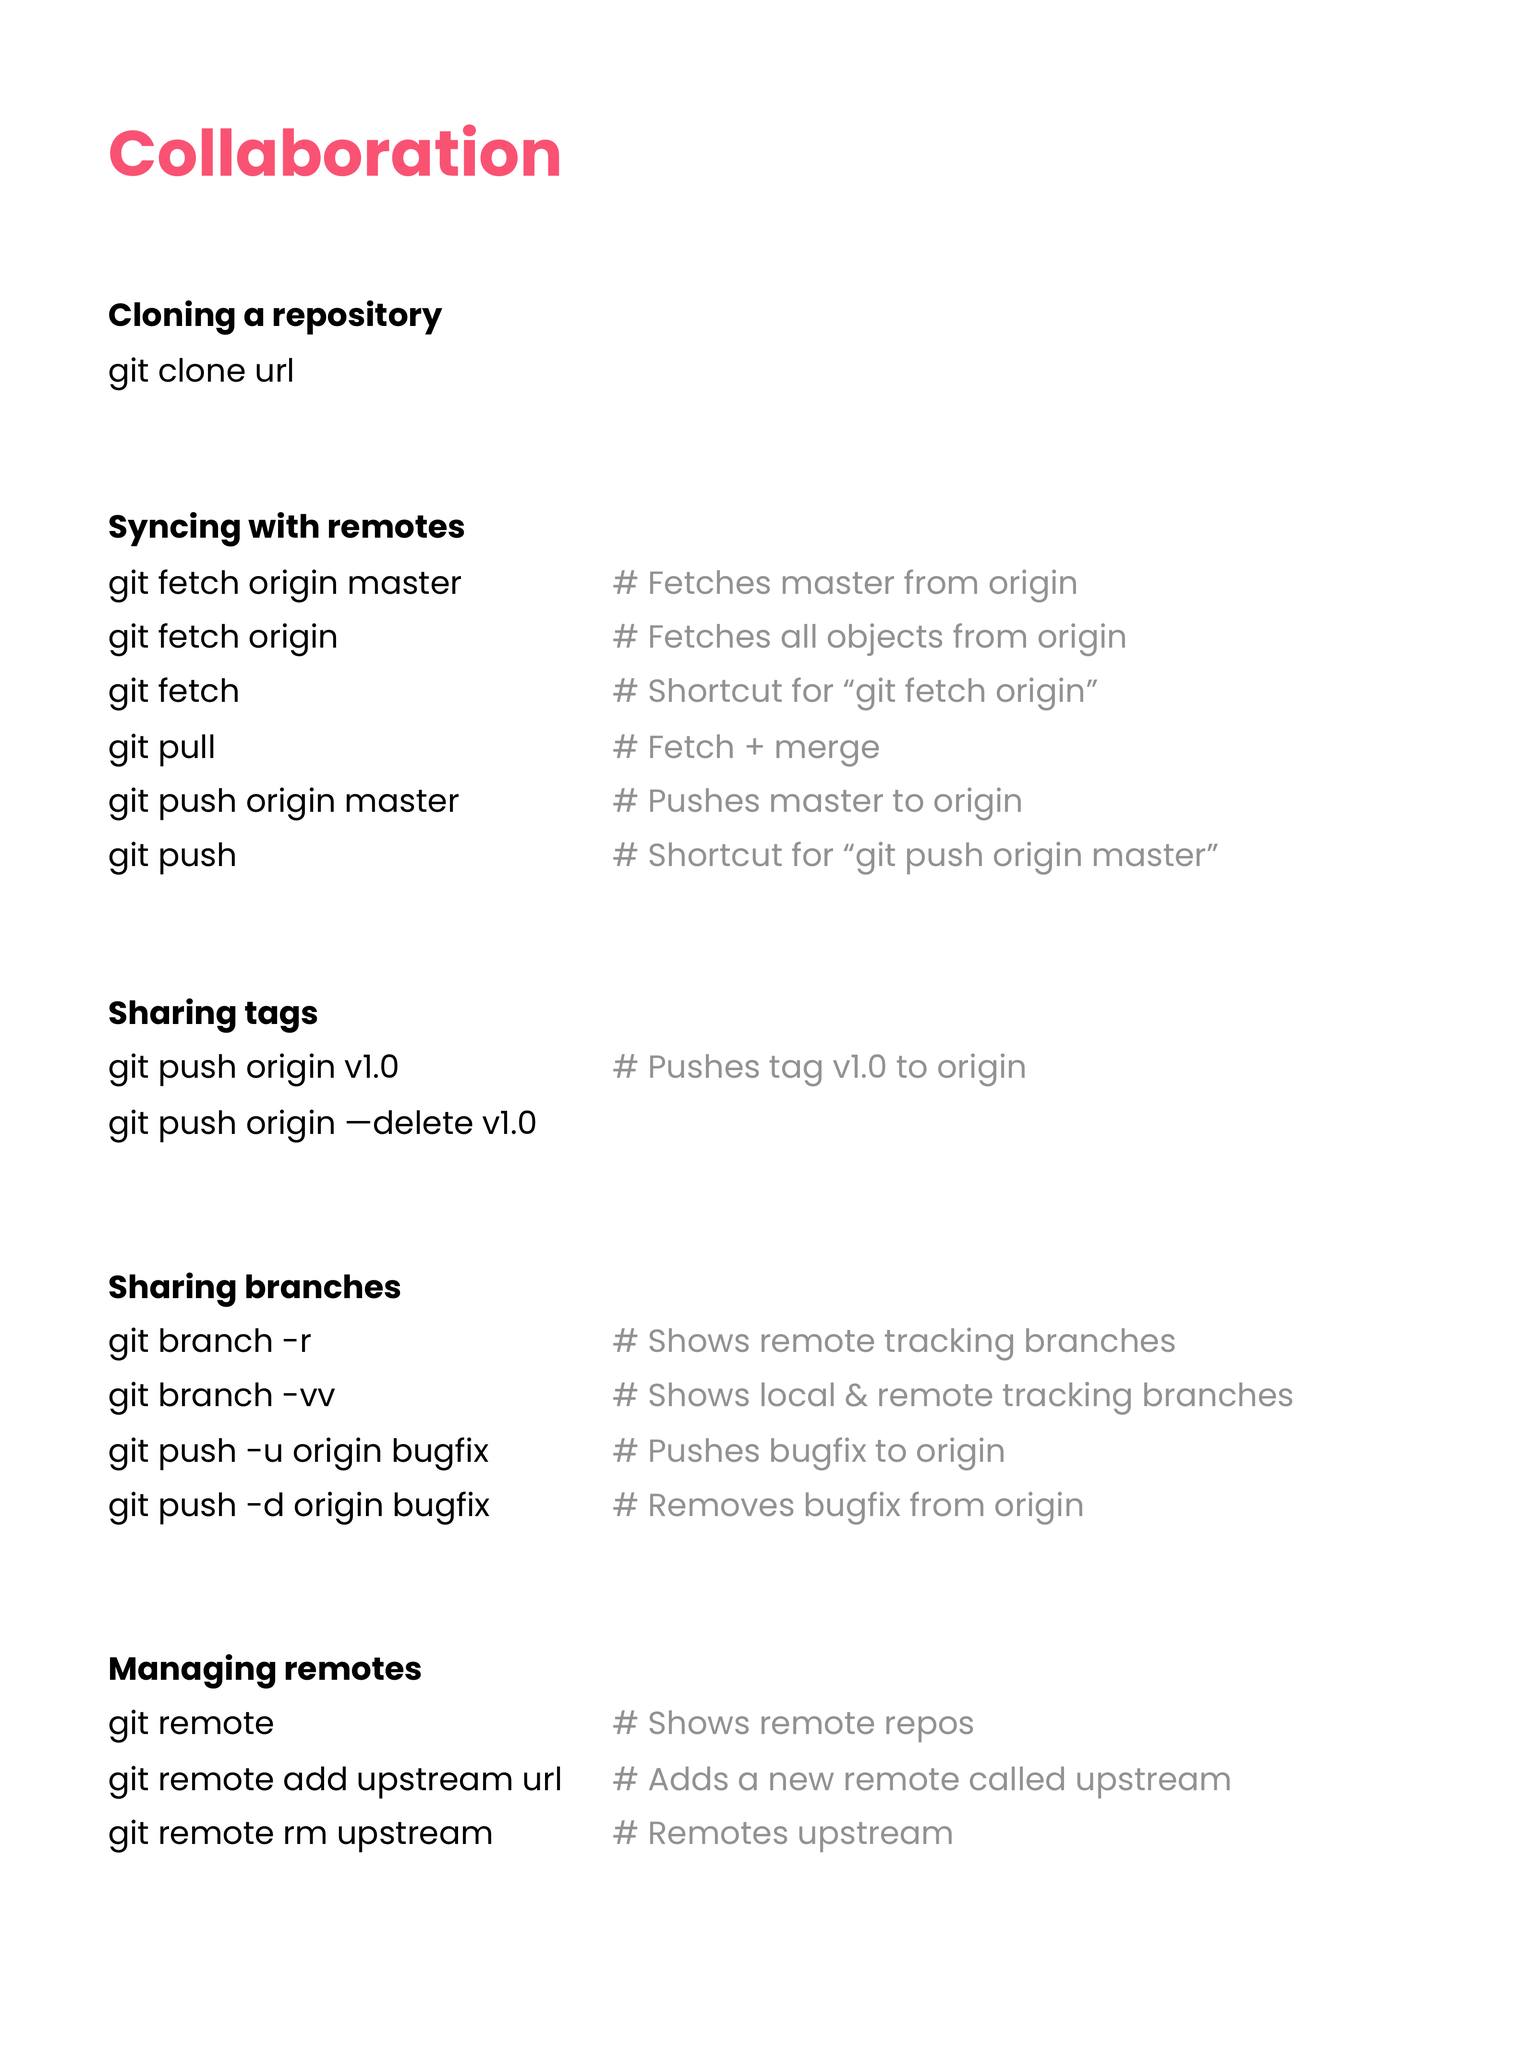 Collaboration
Cloning a repository
git clone url
Syncing with remotes
git fetch origin master # Fetches master from origin
git fetch origin # Fetches all objects from origin
git fetch # Shortcut for “git fetch origin”
git pull # Fetch + merge
git push origin master # Pushes master to origin
git push # Shortcut for “git push origin master”
Sharing tags
git push origin v1.0 # Pushes tag v1.0 to origin
git push origin —delete v1.0
Sharing branches
git branch -r # Shows remote tracking branches
git branch -vv # Shows local & remote tracking branches
git push -u origin bugfix # Pushes bugfix to origin
git push -d origin bugfix # Removes bugfix from origin
Managing remotes
git remote # Shows remote repos
git remote add upstream url # Adds a new remote called upstream
git remote rm upstream # Remotes upstream